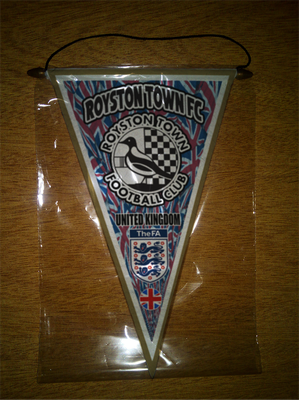 ROYSTON TOWN FC
ROYSTON TOWN
FOOTBALL CLUB
UNITED KINGDOM
The FA